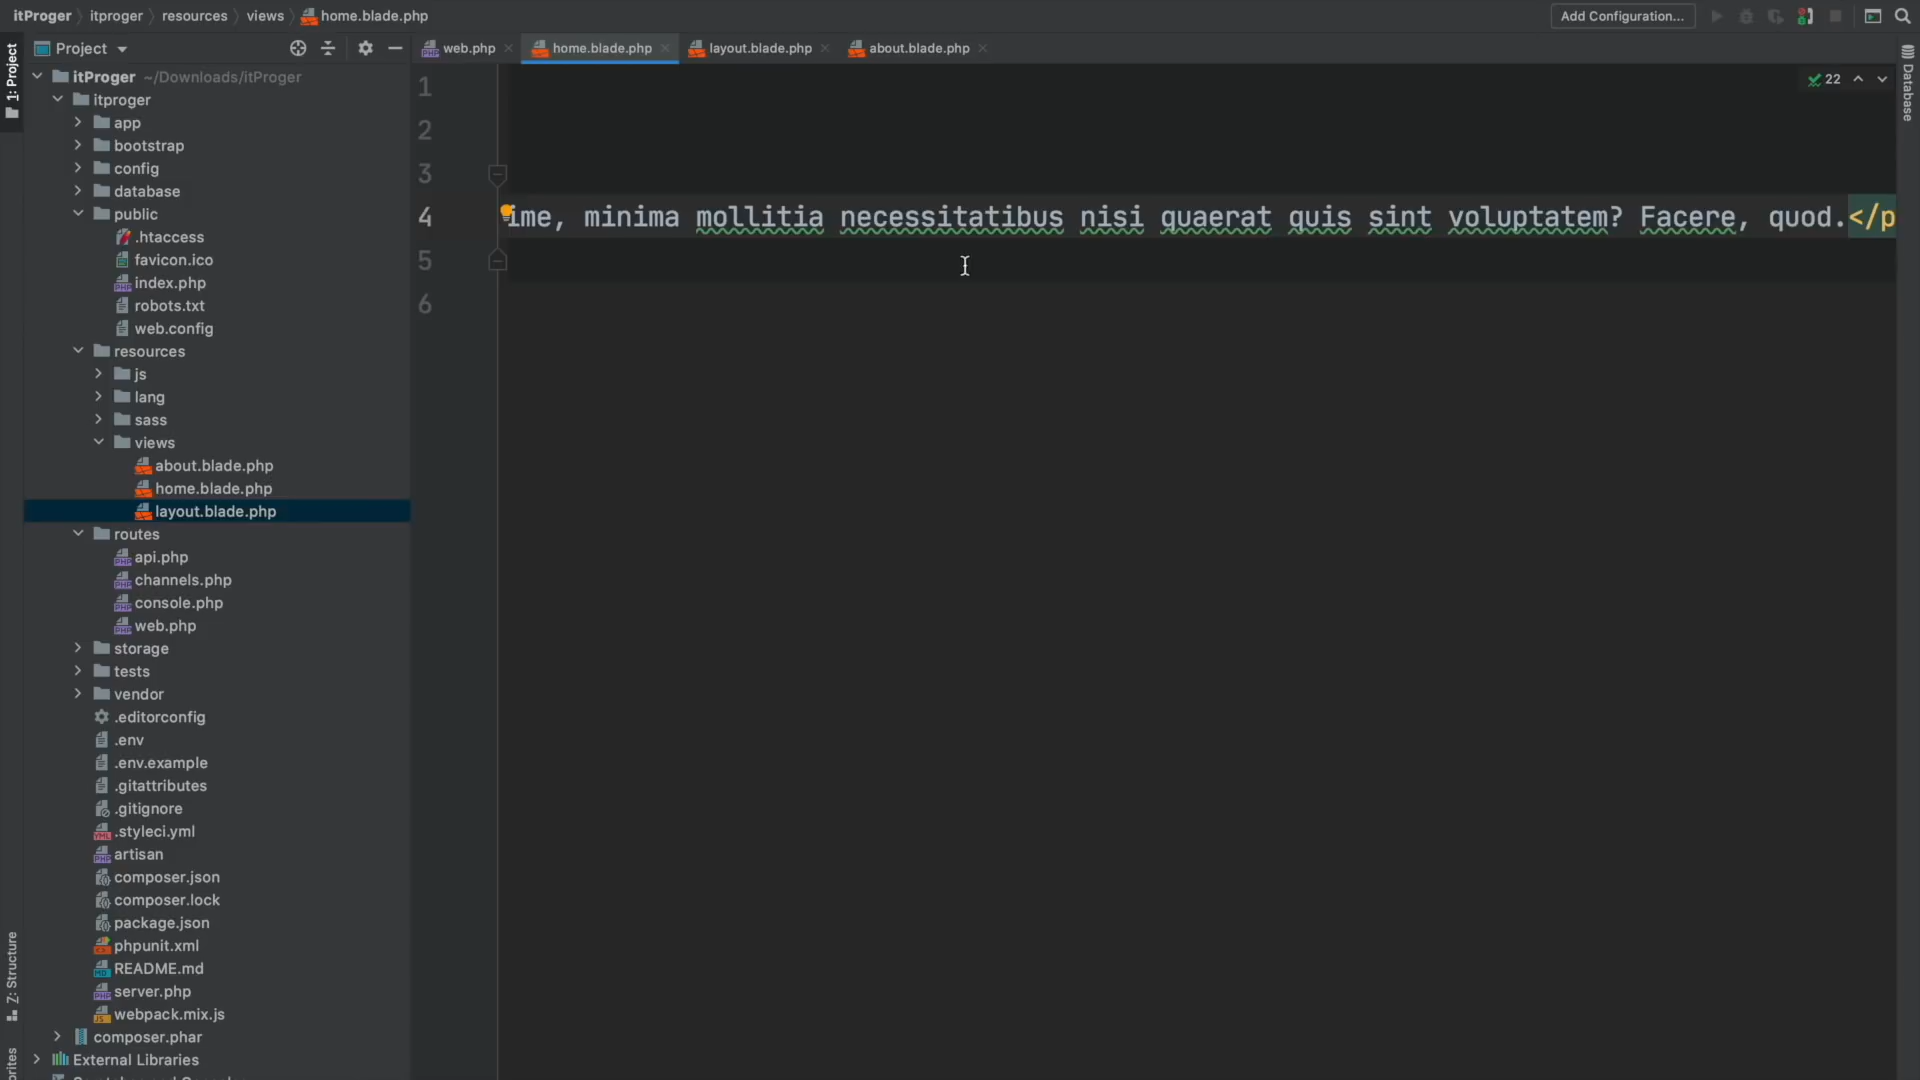 itProger itproger resources views home.blade.php
Add Configuration...
Project
web.php home.blade.php layout.blade.php about.blade.php
1: Project
Database
22
itProger ~/Downloads/itProger
itproger
app
bootstrap
config
database
public
.htaccess
favicon.ico
index.php
robots.txt
web.config
resources
js
lang
sass
views
about.blade.php
home.blade.php
layout.blade.php
routes
api.php
channels.php
console.php
web.php
storage
tests
vendor
.editorconfig
.env
.env.example
.gitattributes
.gitignore
.styleci.yml
artisan
composer.json
composer.lock
package.json
phpunit.xml
README.md
server.php
webpack.mix.js
composer.phar
External Libraries
Z: Structure
1
2
3
4 ime, minima mollitia necessitatibus nisi quaerat quis sint voluptatem? Facere, quod.</p
5
6